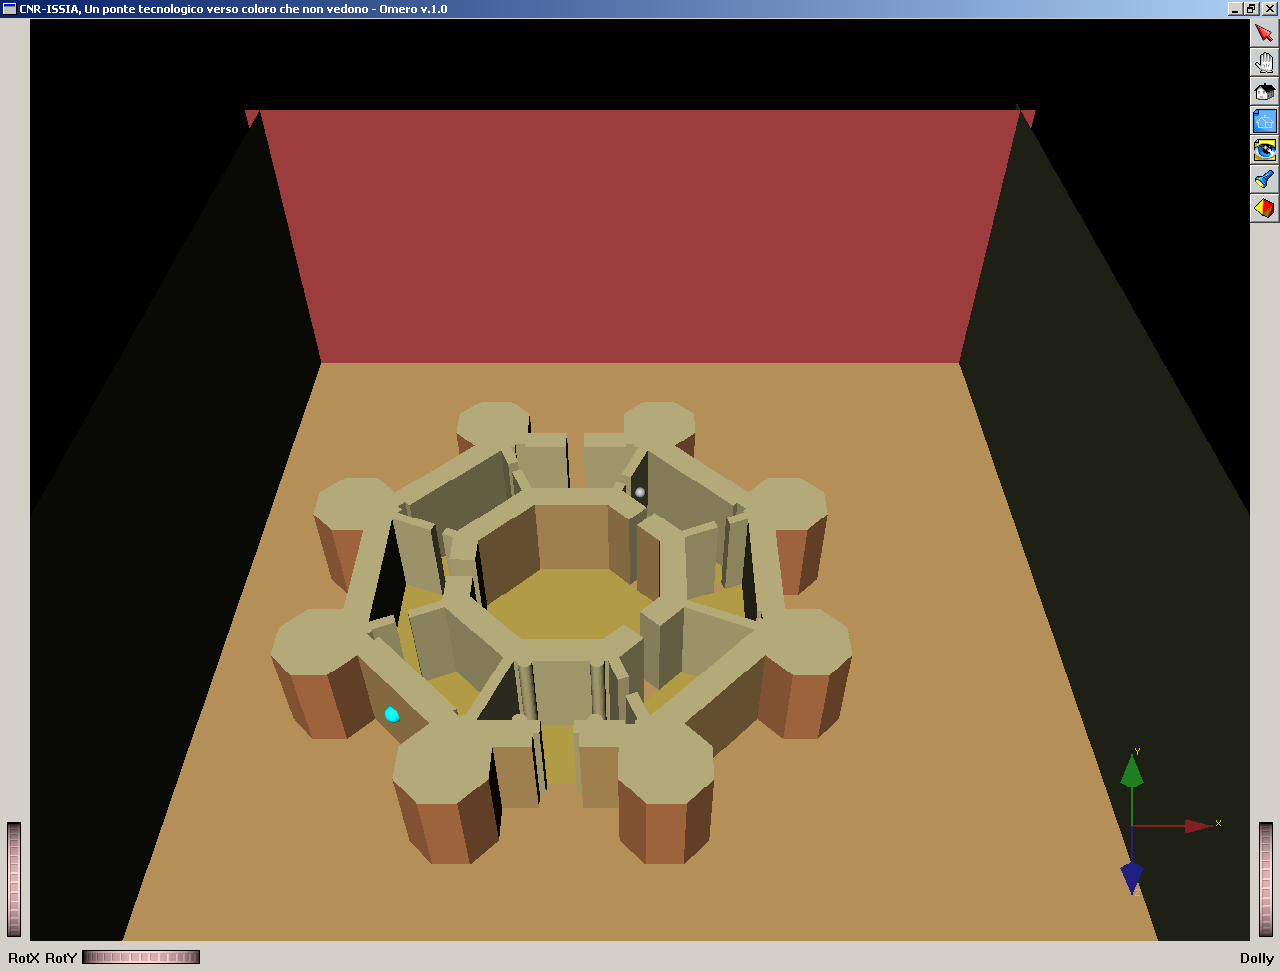 CNR-ISSIA, Un ponte tecnologico verso coloro che non vedono - Omero v.1.0
Y
X
RotX RotY
Dolly